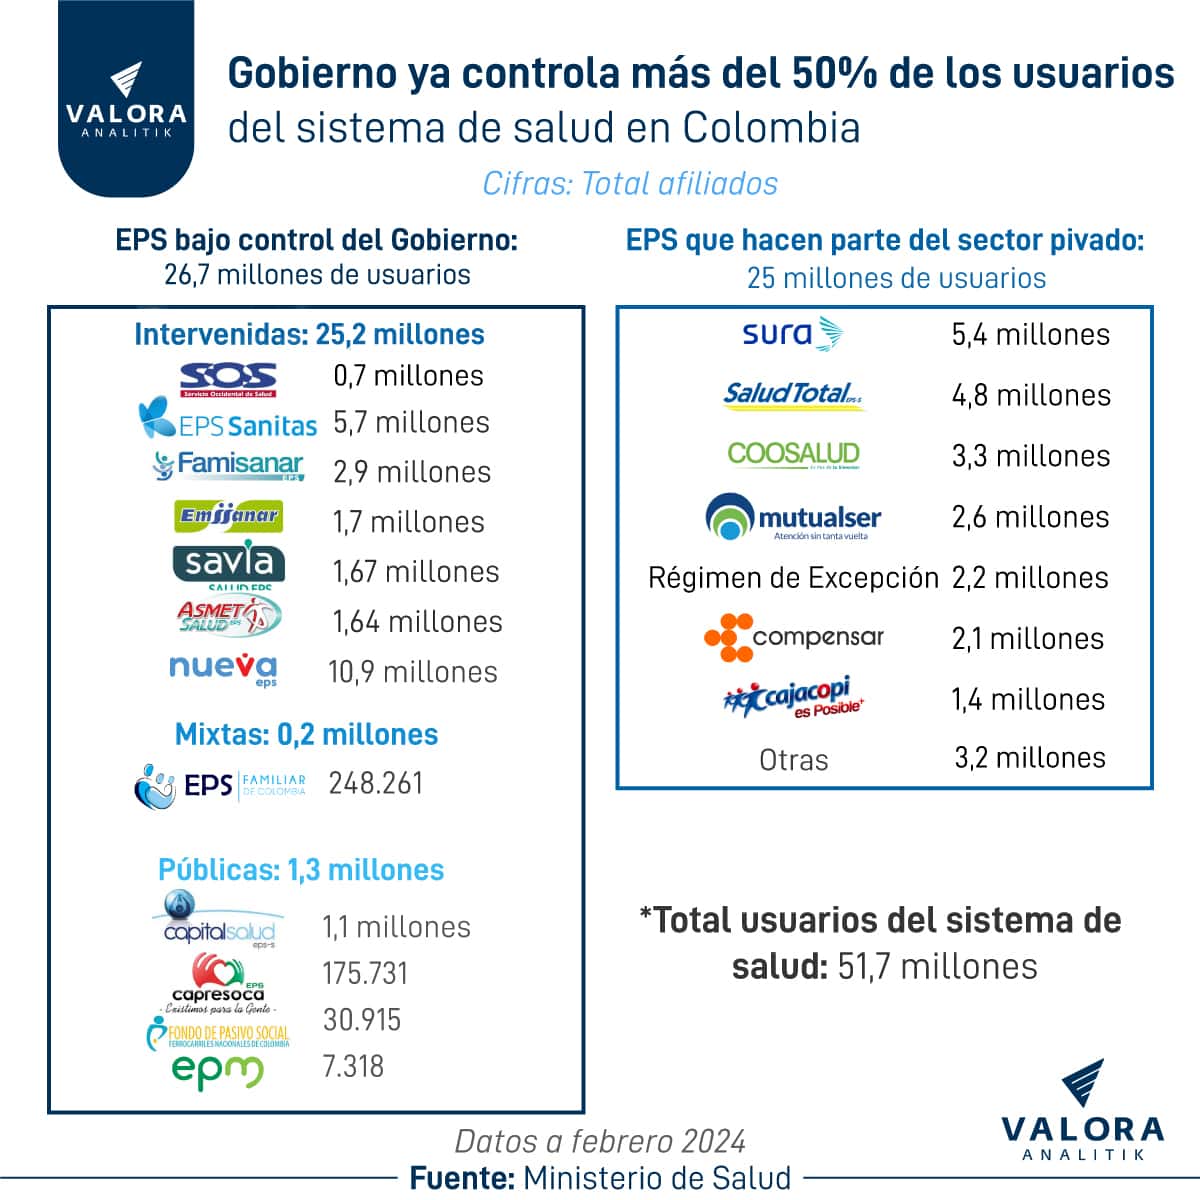 VALORA
ANALITIK
Gobierno ya controla más del 50% de los usuarios
del sistema de salud en Colombia
Cifras: Total afiliados
EPS bajo control del Gobierno:
26,7 millones de usuarios
Intervenidas: 25,2 millones
SOS
Servicio Occidental de Salud
0,7 millones
EPS Sanitas 5,7 millones
Famisanar
EPS
2,9 millones
Emssanar 1,7 millones
savia
SALUD EPS
1,67 millones
ASMET
SALUD EPS
1,64 millones
nueva
eps
10,9 millones
Mixtas: 0,2 millones
EPS FAMILIAR
DE COLOMBIA
248.261
Públicas: 1,3 millones
capitalsalud
eps-s
1,1 millones
EPS
capresoca
- Existimos para la Gente -
175.731
FONDO DE PASIVO SOCIAL
FERROCARRILES NACIONALES DE COLOMBIA
30.915
epm 7.318
EPS que hacen parte del sector pivado:
25 millones de usuarios
sura 5,4 millones
Salud Total EPS-S 4,8 millones
COOSALUD
3,3 millones
mutualser
Atención sin tanta vuelta
2,6 millones
Régimen de Excepción 2,2 millones
compensar 2,1 millones
cajacopi
es Posible+
1,4 millones
Otras 3,2 millones
*Total usuarios del sistema de
salud: 51,7 millones
Datos a febrero 2024
Fuente: Ministerio de Salud
VALORA
ANALITIK